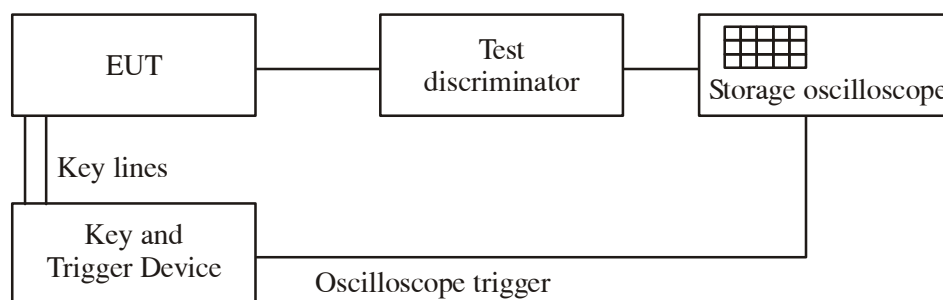 EUT
Test
discriminator
Storage oscilloscope
Key lines
Key and
Trigger Device
Oscilloscope trigger